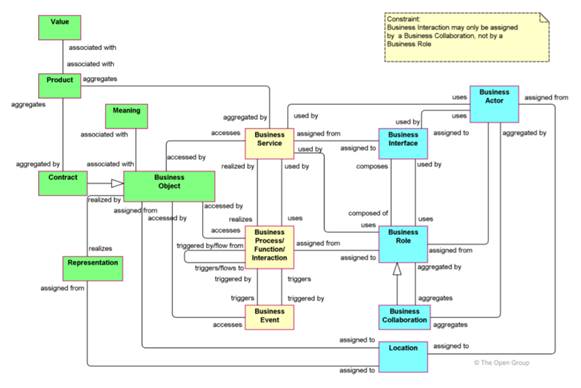 Value
Constraint:
Business Interaction may only be assigned
by  a Business Collaboration, not by a
Business Role
associated with
associated with
Product
aggregates
aggregates
uses
Business
Actor
assigned from
used by
uses
Meaning
associated with
aggregated by
accesses
used by
assigned to
aggregated by
Business
Service
assigned from
Business
Interface
used by
assigned to
aggregated by
associated with
accessed by
realized by
used by
composes
used by
Contract
Business
Object
realized by
assigned from
accessed by
accessed by
realizes
uses
composed of
uses
uses
accesses
Business
Process/
Function/
Interaction
Business
Role
realizes
triggered by/flow from
assigned from
assigned from
Representation
assigned to
triggers/flows to
aggregated by
assigned from
triggered by
triggers
triggers
triggered by
aggregates
Business
Event
Business
Collaboration
accesses
aggregates
assigned to
Location
assigned to
assigned to
© The Open Group